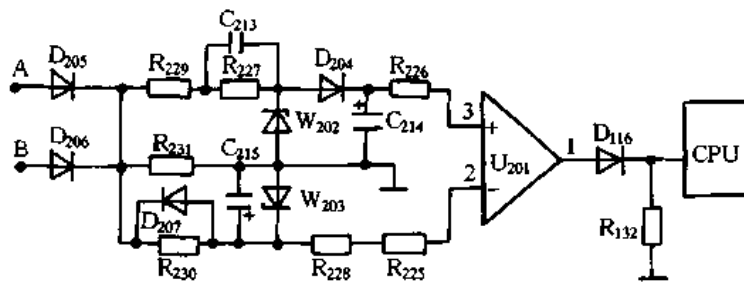 C213
D205
A
R229
R227
D204
R226
W202
C214
3
+
D206
B
R231
C215
U201
1
D116
CPU
2
−
W203
D207
R230
R228
R225
R132